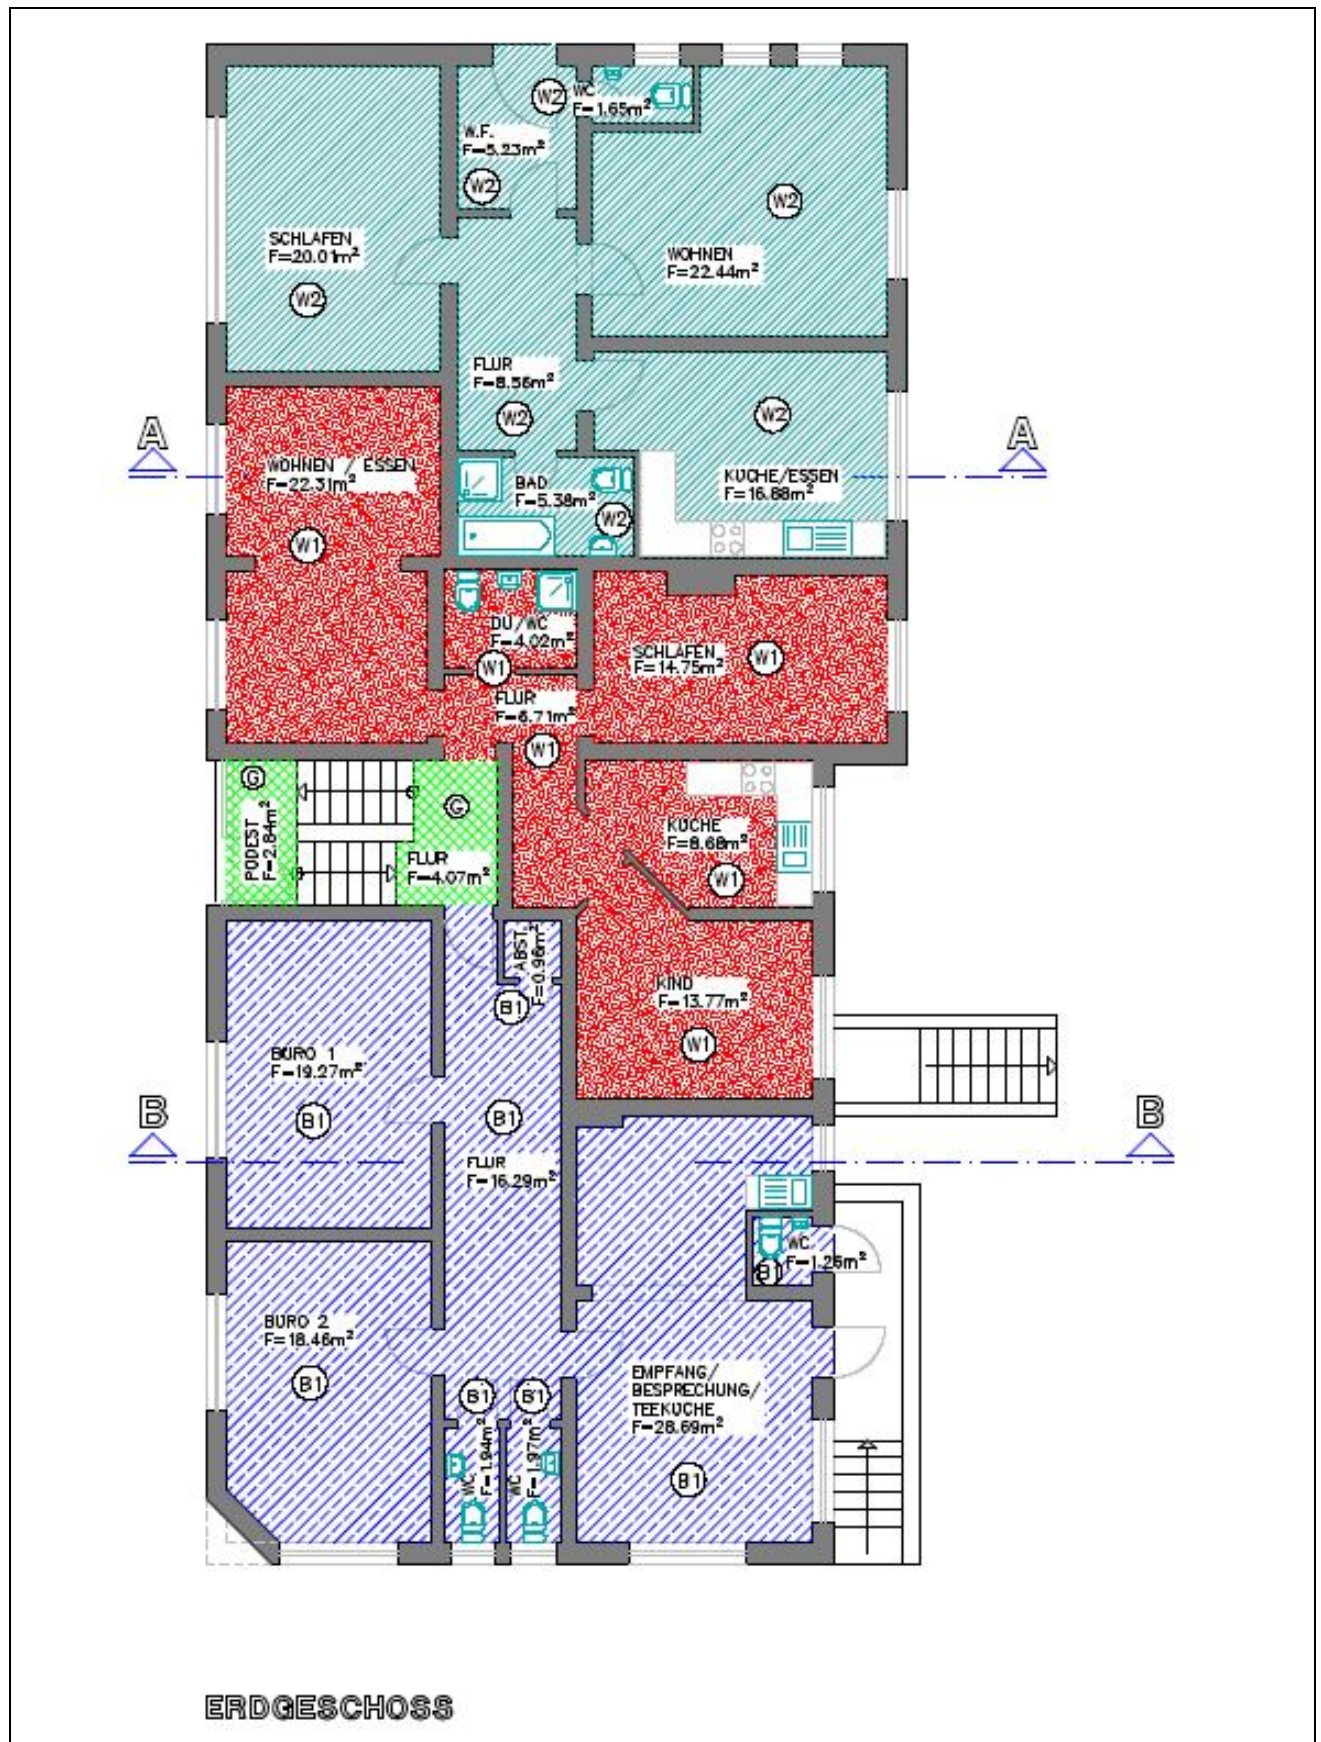 W2
WC
F=1.65m²
W.F.
F=5.23m²
W2
W2
SCHLAFEN
F=20.01m²
WOHNEN
F=22.44m²
W2
FLUR
F=8.56m²
W2
W2
A
A
WOHNEN / ESSEN
F=22.31m²
BAD
F=5.38m²
KÜCHE/ESSEN
F=16.88m²
W2
W1
DU/WC
F=4.02m²
SCHLAFEN
F=14.75m²
W1
W1
FLUR
F=6.71m²
W1
G
G
PODEST
F=2.84m²
FLUR
F=4.07m²
KÜCHE
F=8.68m²
W1
ABST.
F=0.96m²
B1
KIND
F=13.77m²
W1
BÜRO 1
F=19.27m²
B1
B1
B
B
FLUR
F=16.29m²
WC
F=1.26m²
B1
BÜRO 2
F=18.46m²
B1
B1
B1
EMPFANG/
BESPRECHUNG/
TEEKÜCHE
F=28.69m²
WC
F=1.94m²
WC
F=1.97m²
B1
ERDGESCHOSS